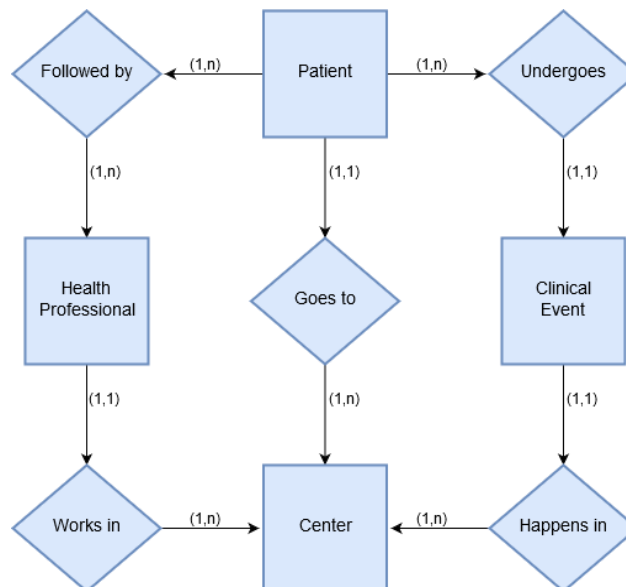 Followed by
(1,n)
Patient
(1,n)
Undergoes
(1,n)
(1,1)
(1,1)
Health
Professional
Goes to
Clinical
Event
(1,1)
(1,n)
(1,1)
Works in
(1,n)
Center
(1,n)
Happens in